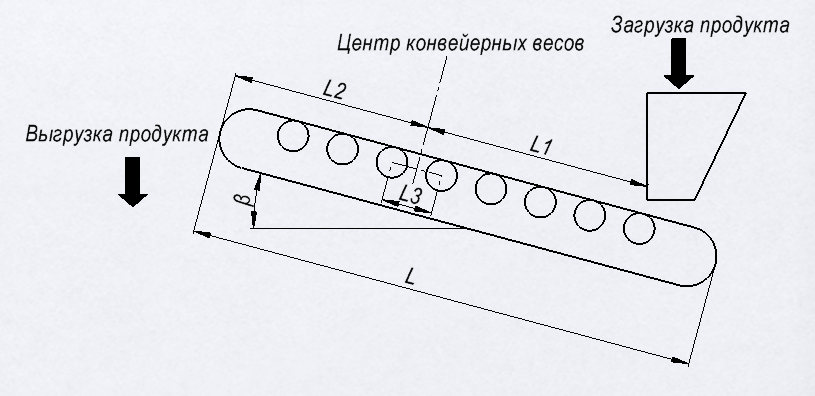 Загрузка продукта
Центр конвейерных весов
L2
L1
Выгрузка продукта
L3
β
L